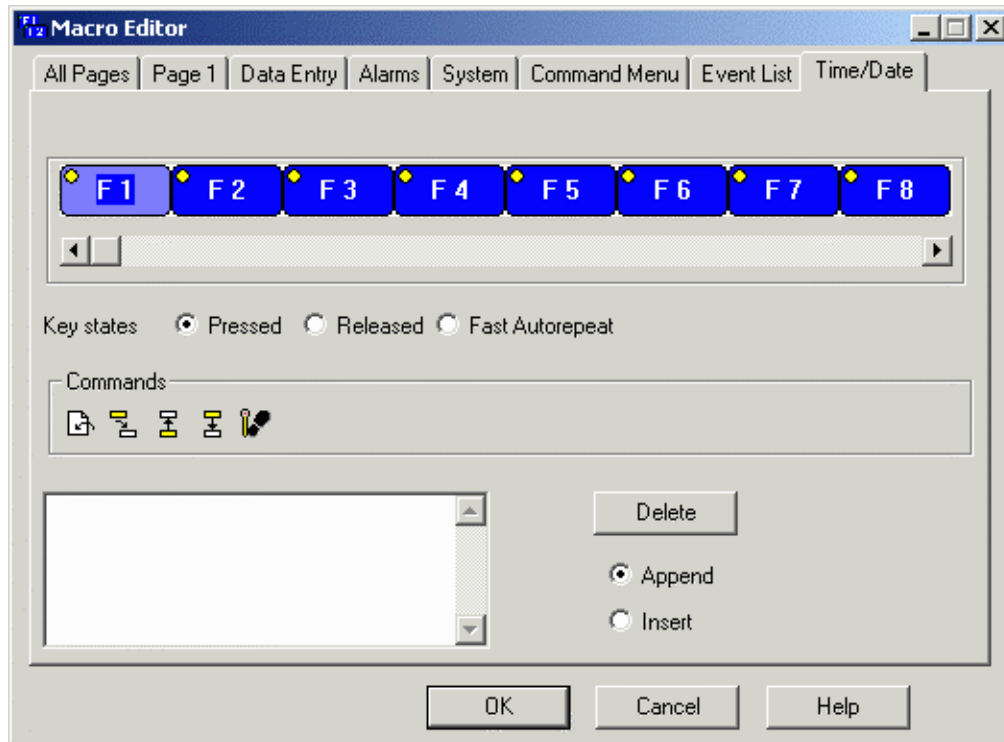 Macro Editor
All Pages Page 1 Data Entry Alarms System Command Menu Event List Time/Date
F 1 F 2 F 3 F 4 F 5 F 6 F 7 F 8
Key states Pressed Released Fast Autorepeat
Commands
Delete
Append
Insert
OK Cancel Help